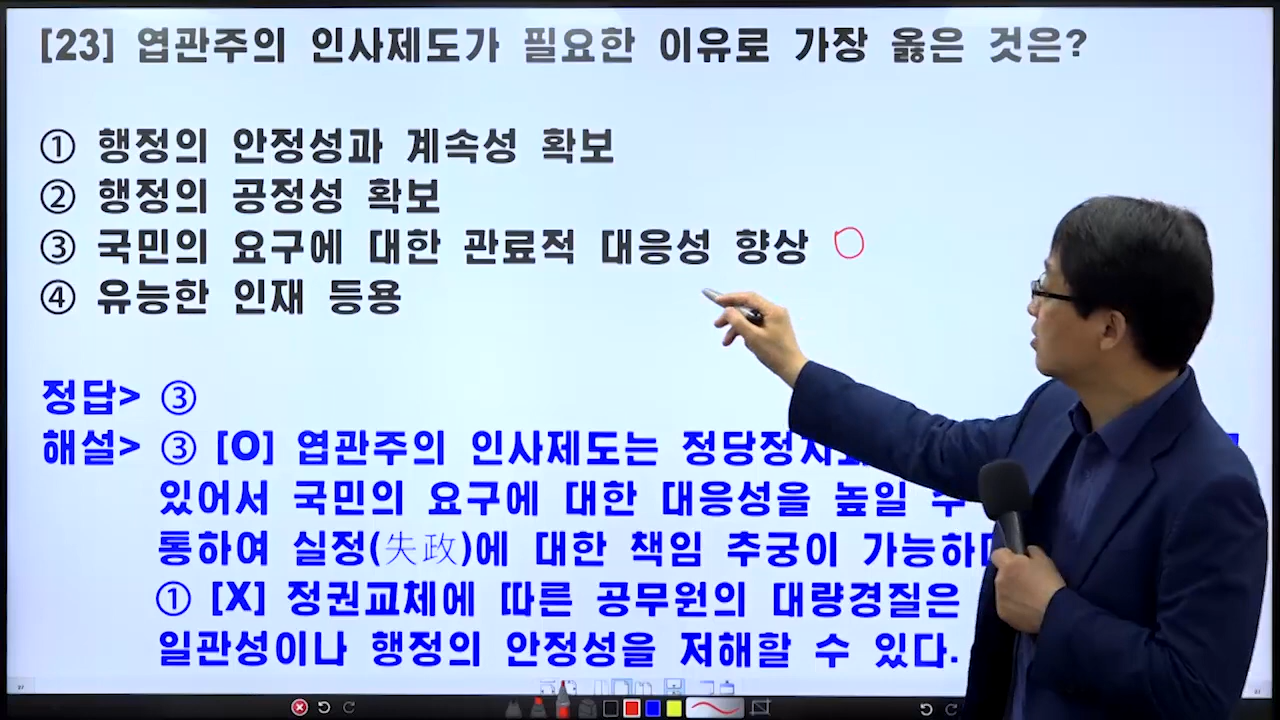 [23] 엽관주의 인사제도가 필요한 이유로 가장 옳은 것은?
① 행정의 안정성과 계속성 확보
② 행정의 공정성 확보
③ 국민의 요구에 대한 관료적 대응성 향상
④ 유능한 인재 등용
정답> ③
해설> ③ [O] 엽관주의 인사제도는
있어서 국민의 요구에 대한 대응성을 높일 수
통하여 실정(失政)에 대한 책임 추궁이
① [X] 정권교체에 따른 공무원의 대량경질은
일관성이나 행정의 안정성을 저해할 수 있다.